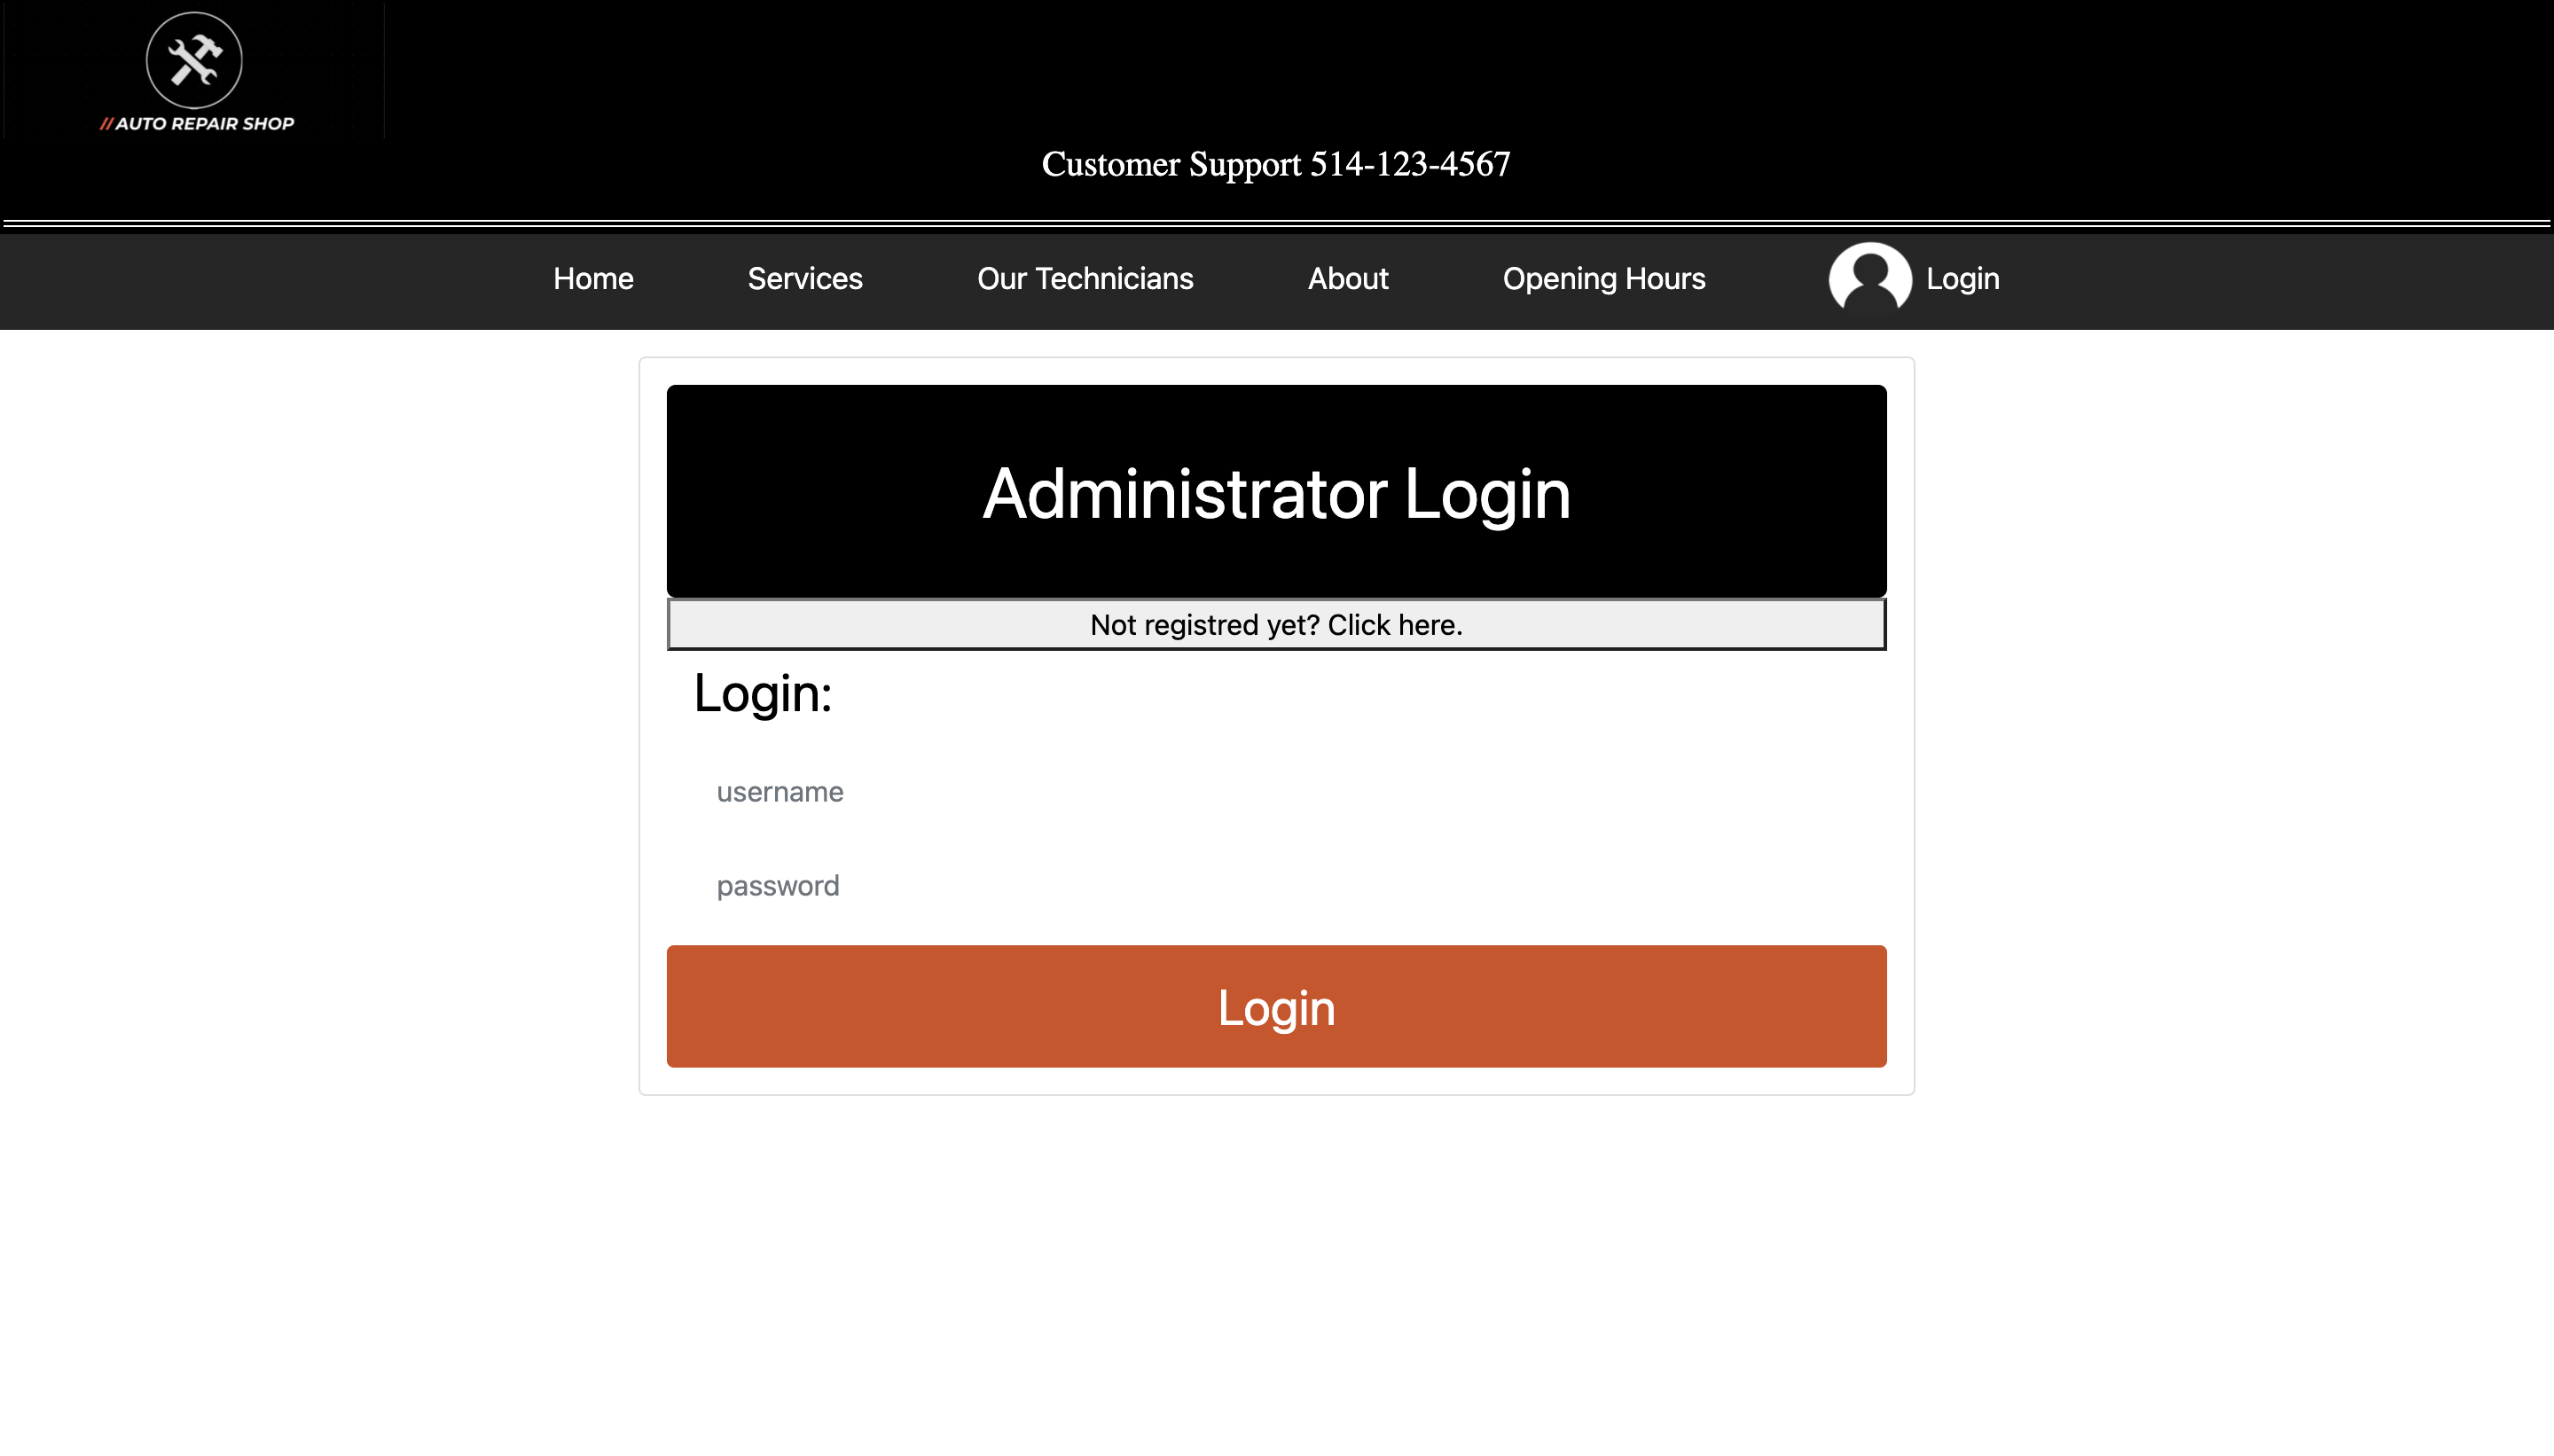 //AUTO REPAIR SHOP
Customer Support 514-123-4567
Home Services Our Technicians About Opening Hours Login
Administrator Login
Not registred yet? Click here.
Login:
username
password
Login